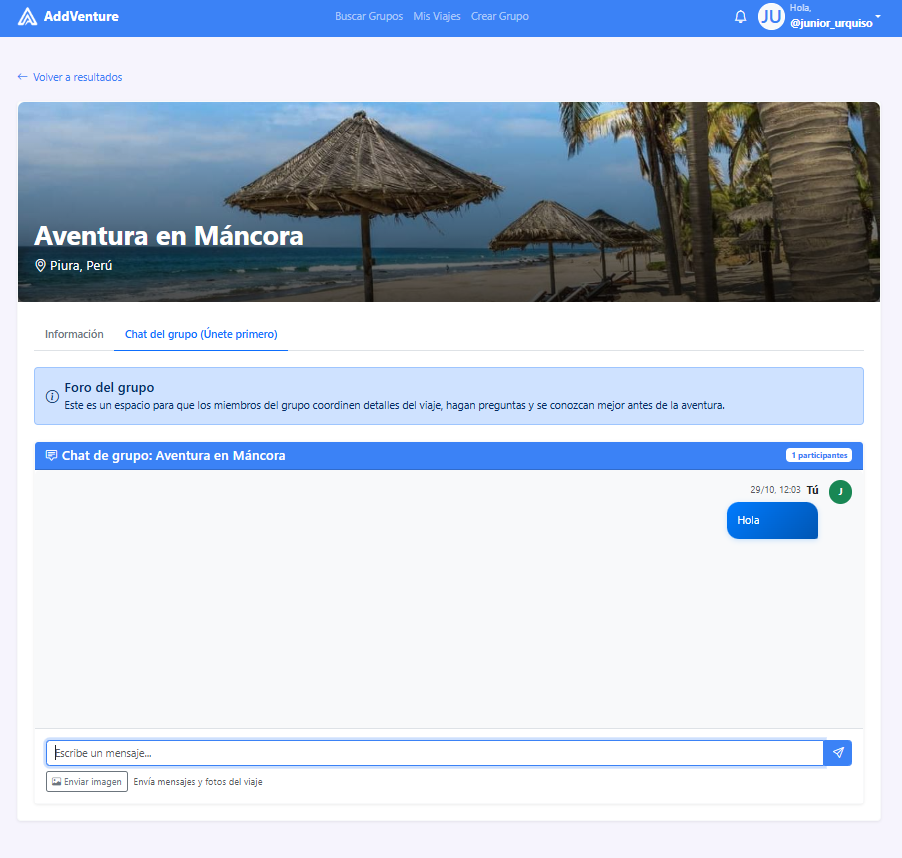 AddVenture
Buscar Grupos Mis Viajes Crear Grupo
JU
Hola,
@junior_urquiso
← Volver a resultados
Aventura en Máncora
Piura, Perú
Información
Chat del grupo (Únete primero)
Foro del grupo
Este es un espacio para que los miembros del grupo coordinen detalles del viaje, hagan preguntas y se conozcan mejor antes de la aventura.
Chat de grupo: Aventura en Máncora
1 participantes
29/10, 12:03 Tú
J
Hola
Escribe un mensaje...
Enviar imagen
Envía mensajes y fotos del viaje